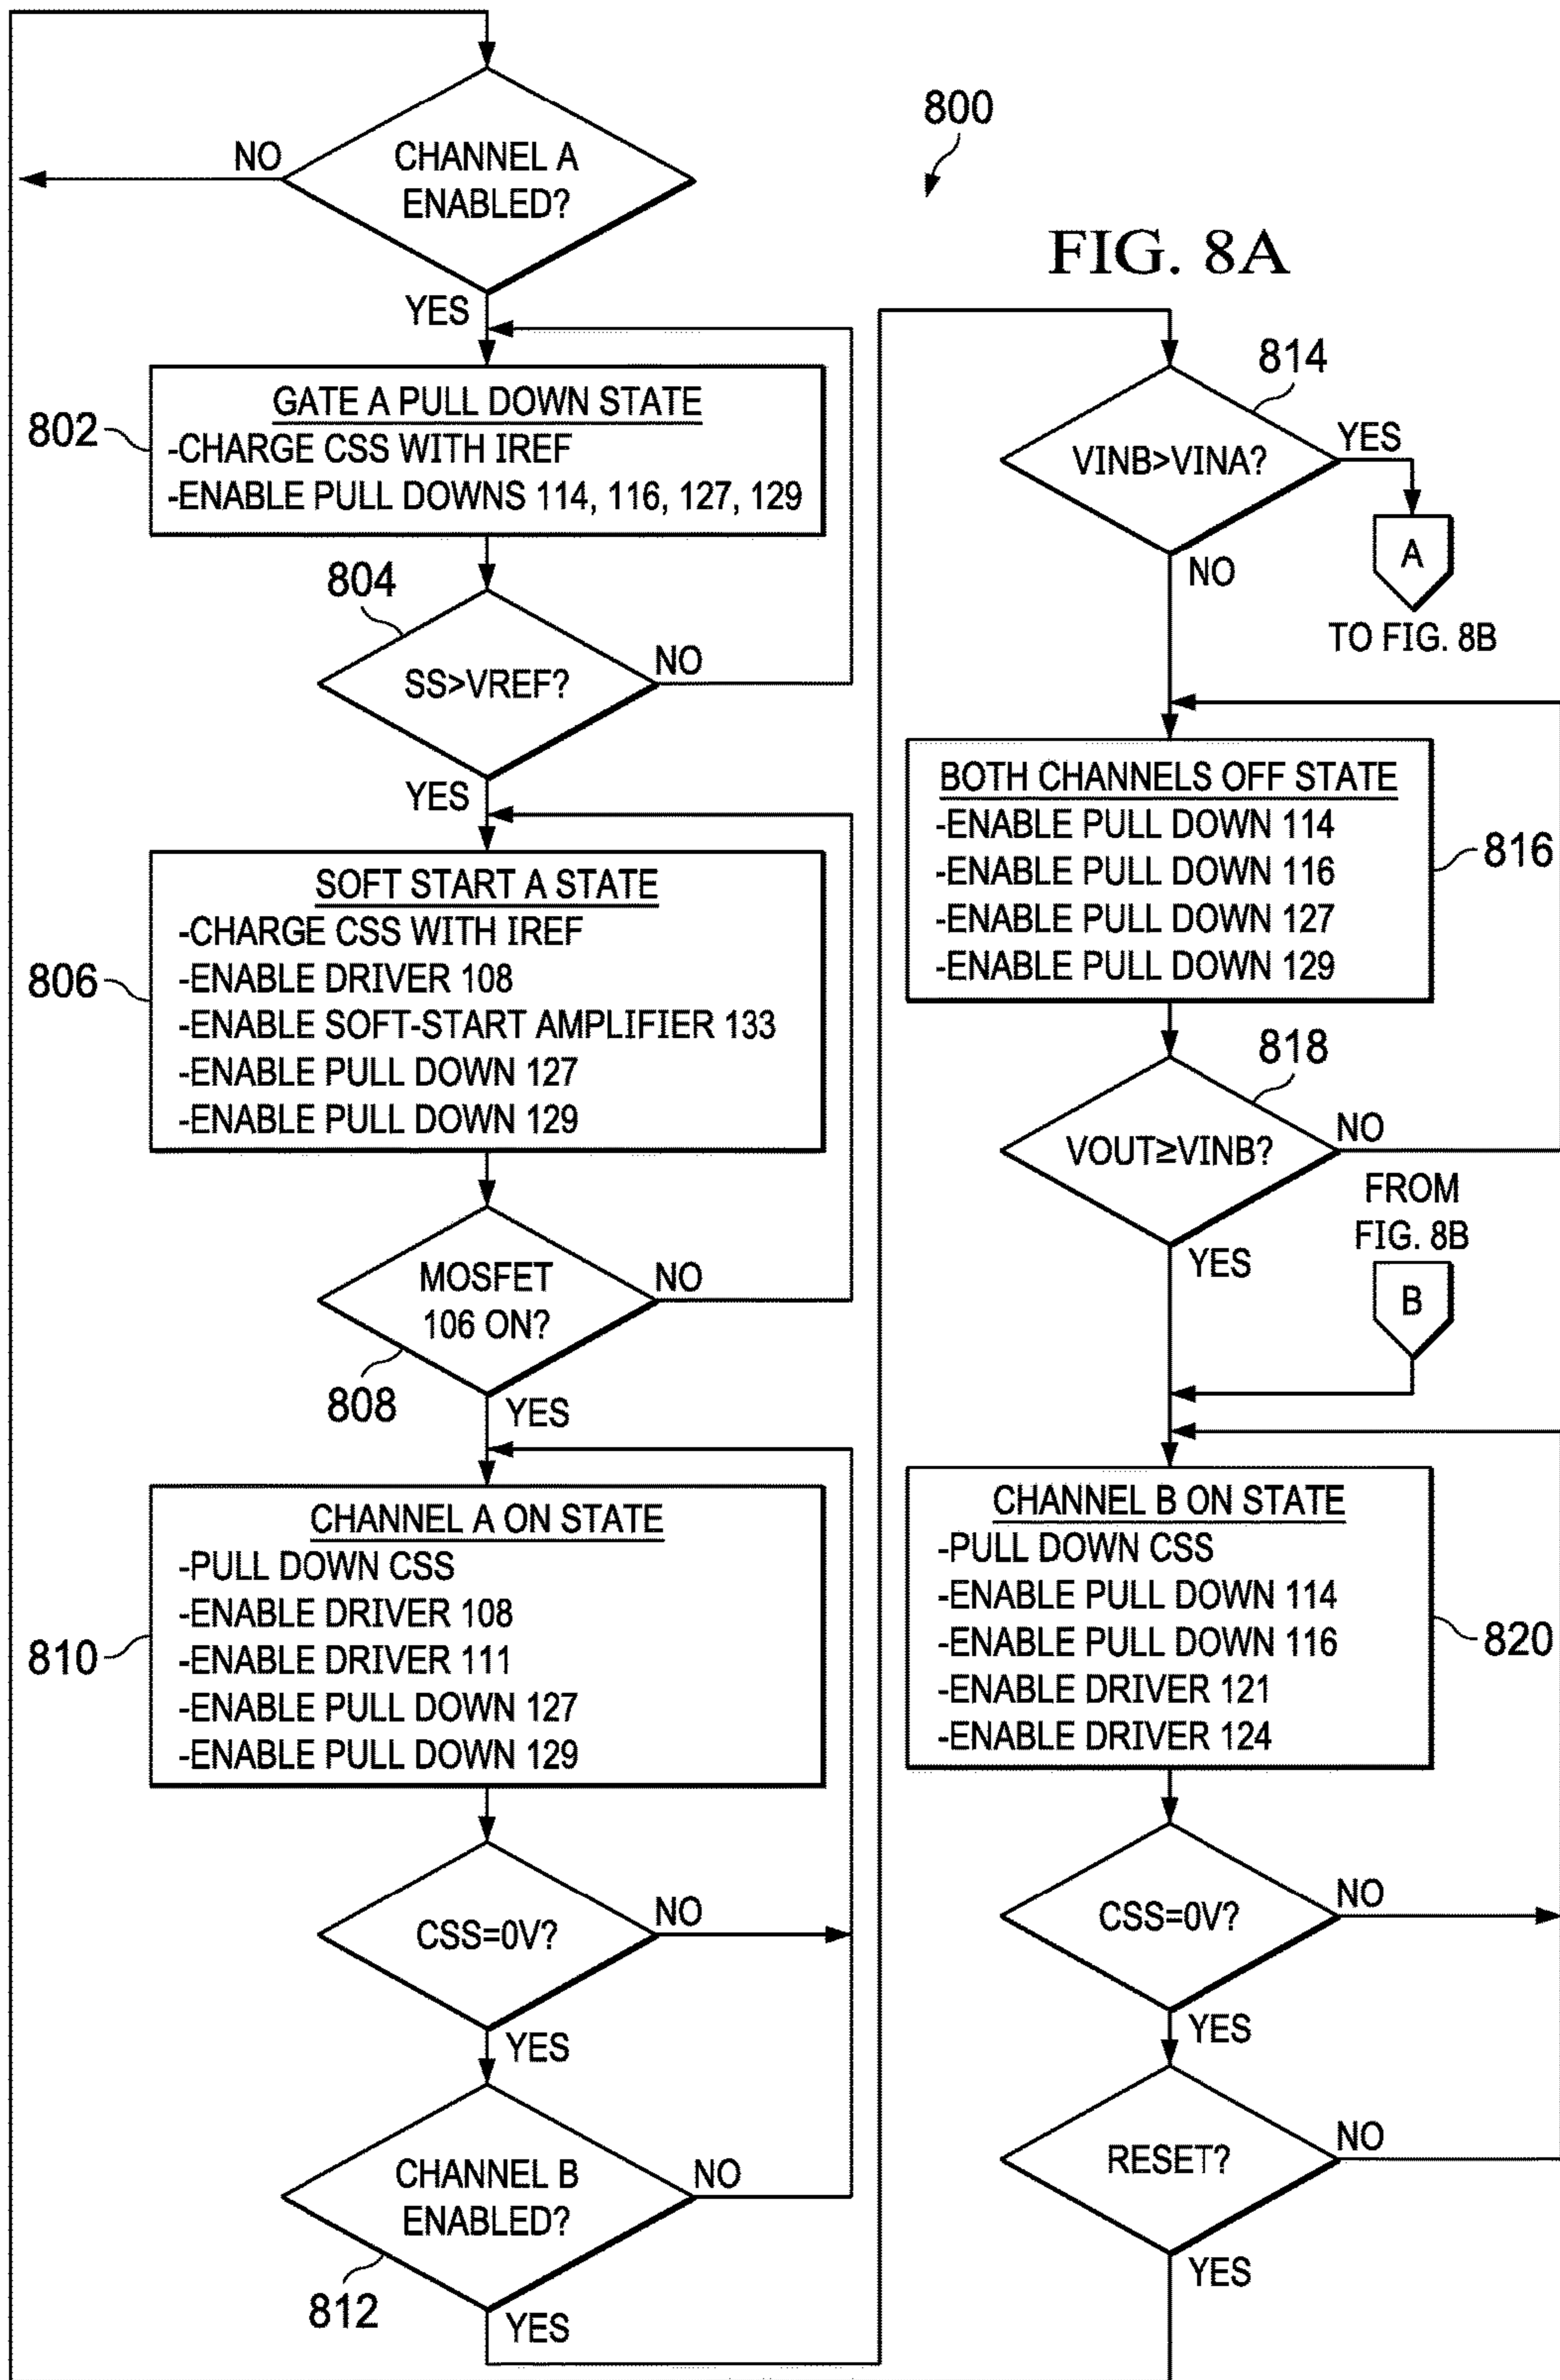 800
FIG. 8A
CHANNEL A
ENABLED?
NO
YES
802
GATE A PULL DOWN STATE
-CHARGE CSS WITH IREF
-ENABLE PULL DOWNS 114, 116, 127, 129
804
SS>VREF?
NO
YES
806
SOFT START A STATE
-CHARGE CSS WITH IREF
-ENABLE DRIVER 108
-ENABLE SOFT-START AMPLIFIER 133
-ENABLE PULL DOWN 127
-ENABLE PULL DOWN 129
MOSFET
106 ON?
NO
808
YES
810
CHANNEL A ON STATE
-PULL DOWN CSS
-ENABLE DRIVER 108
-ENABLE DRIVER 111
-ENABLE PULL DOWN 127
-ENABLE PULL DOWN 129
CSS=0V?
NO
YES
CHANNEL B
ENABLED?
NO
812
YES
814
VINB>VINA?
YES
A
TO FIG. 8B
NO
BOTH CHANNELS OFF STATE
-ENABLE PULL DOWN 114
-ENABLE PULL DOWN 116
-ENABLE PULL DOWN 127
-ENABLE PULL DOWN 129
816
818
VOUT≥VINB?
NO
YES
FROM
FIG. 8B
B
CHANNEL B ON STATE
-PULL DOWN CSS
-ENABLE PULL DOWN 114
-ENABLE PULL DOWN 116
-ENABLE DRIVER 121
-ENABLE DRIVER 124
820
CSS=0V?
NO
YES
RESET?
NO
YES